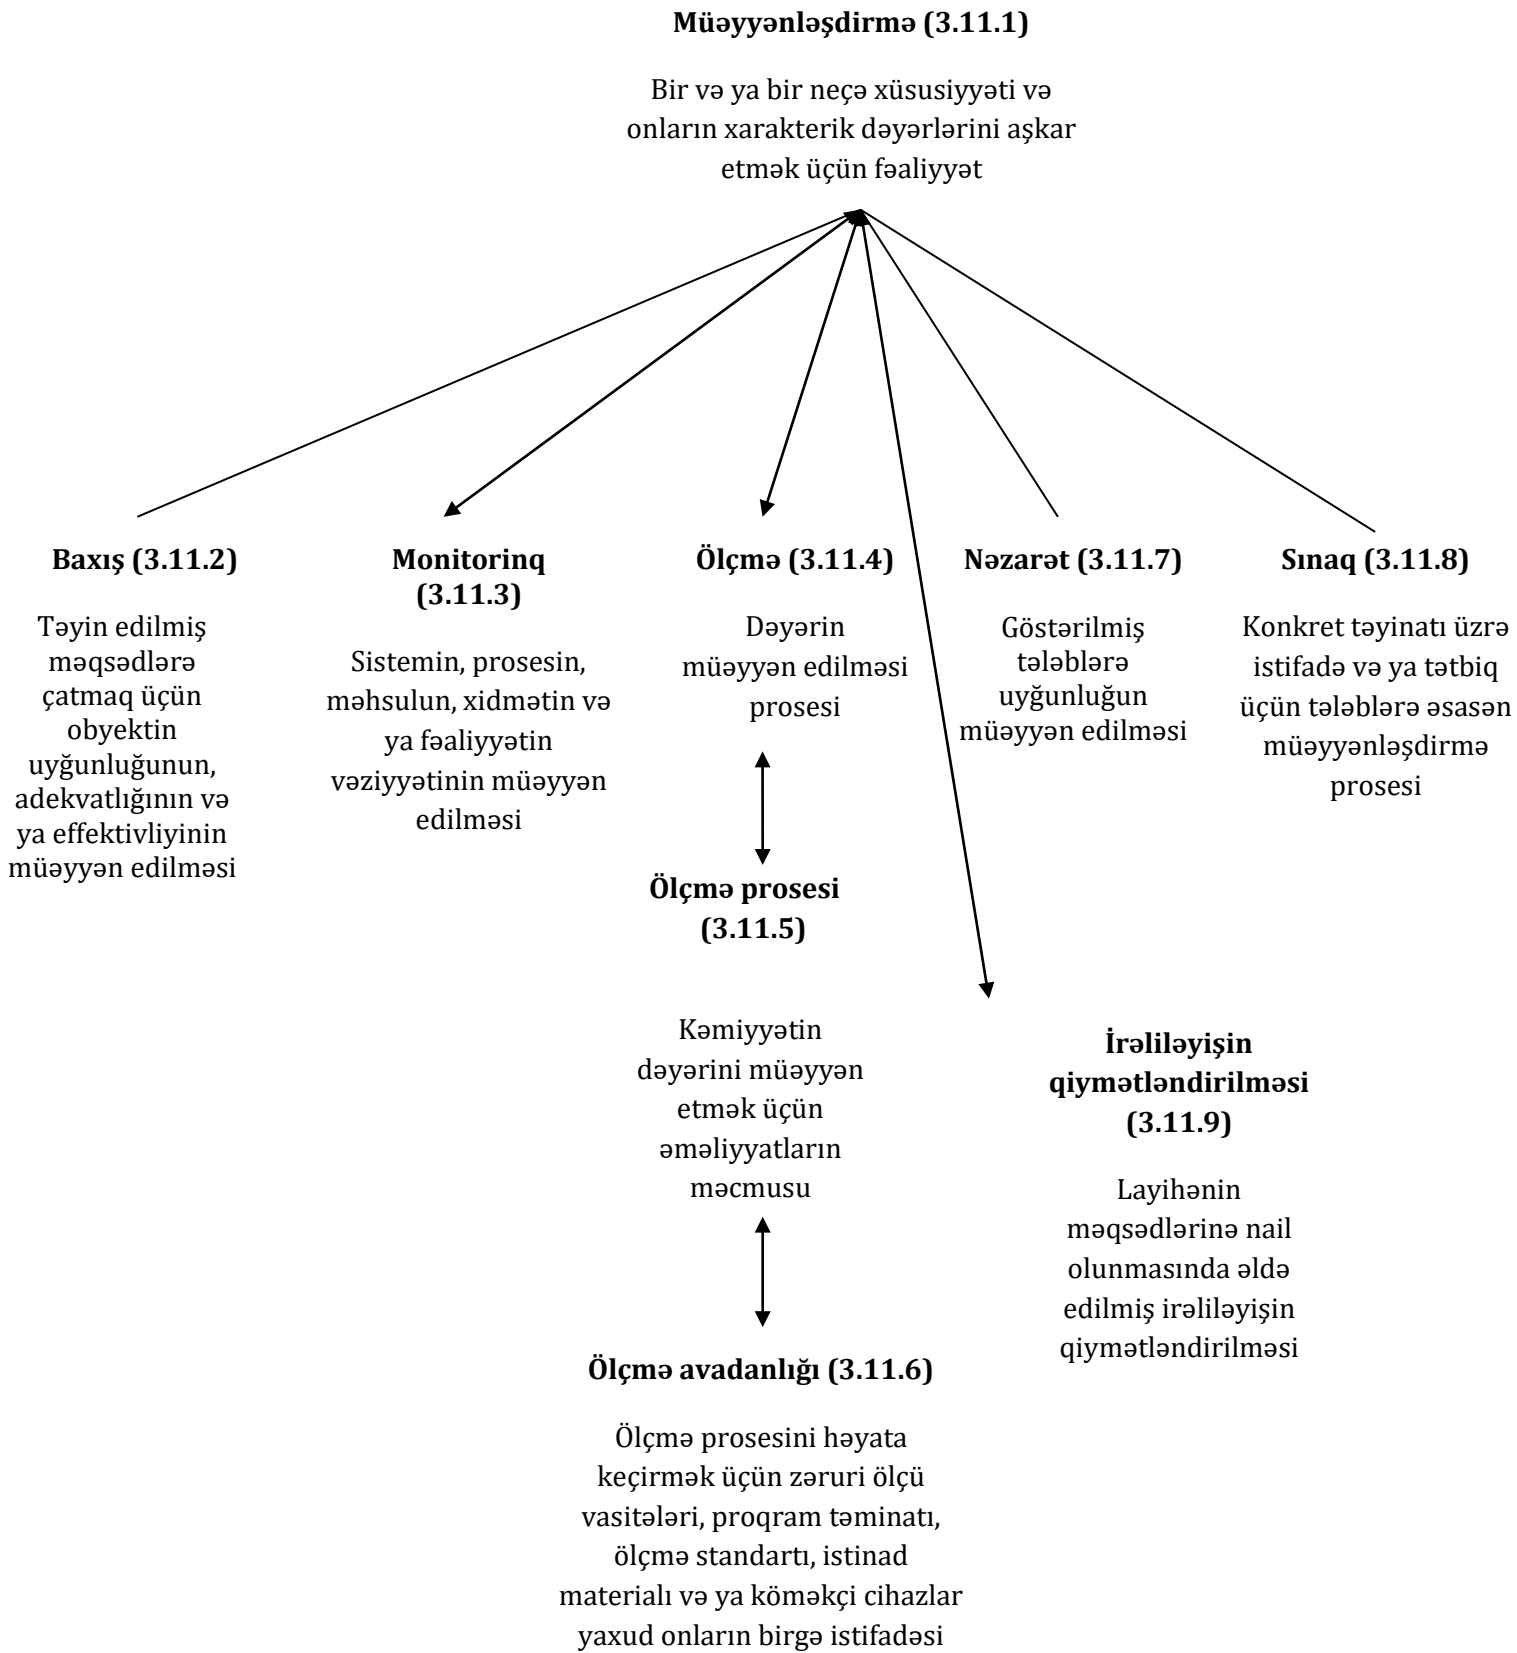 Müəyyənləşdirmə (3.11.1)
Bir və ya bir neçə xüsusiyyəti və
onların xarakterik dəyərlərini aşkar
etmək üçün fəaliyyət
Baxış (3.11.2)
Təyin edilmiş
məqsədlərə
çatmaq üçün
obyektin
uyğunluğunun,
adekvatlığının və
ya effektivliyinin
müəyyən edilməsi
Monitorinq
(3.11.3)
Sistemin, prosesin,
məhsulun, xidmətin və
ya fəaliyyətin
vəziyyətinin müəyyən
edilməsi
Ölçmə (3.11.4)
Dəyərin
müəyyən edilməsi
prosesi
Nəzarət (3.11.7)
Göstərilmiş
tələblərə
uyğunluğun
müəyyən edilməsi
Sınaq (3.11.8)
Konkret təyinatı üzrə
istifadə və ya tətbiq
üçün tələblərə əsasən
müəyyənləşdirmə
prosesi
Ölçmə prosesi
(3.11.5)
Kəmiyyətin
dəyərini müəyyən
etmək üçün
əməliyyatların
məcmusu
İrəliləyişin
qiymətləndirilməsi
(3.11.9)
Layihənin
məqsədlərinə nail
olunmasında əldə
edilmiş irəliləyişin
qiymətləndirilməsi
Ölçmə avadanlığı (3.11.6)
Ölçmə prosesini həyata
keçirmək üçün zəruri ölçü
vasitələri, proqram təminatı,
ölçmə standartı, istinad
materialı və ya köməkçi cihazlar
yaxud onların birgə istifadəsi